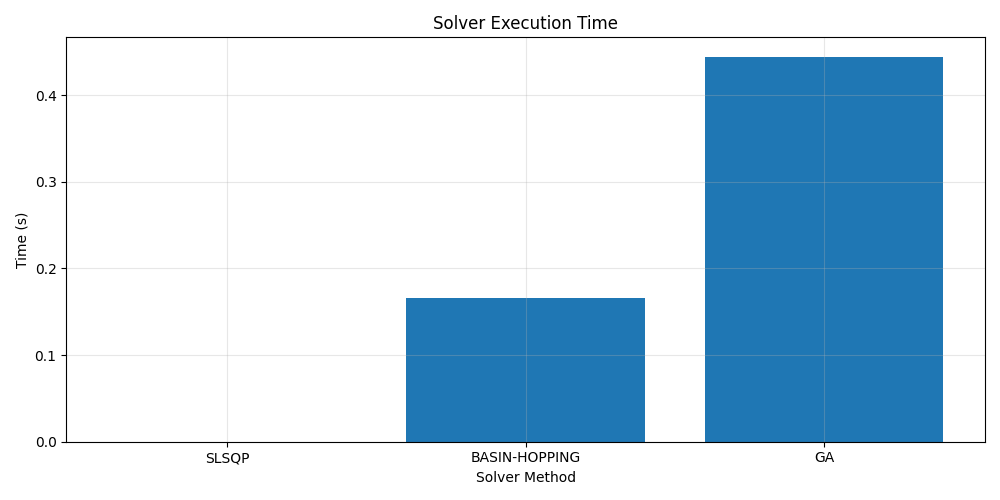 Solver Execution Time
Time (s)
0.4
0.3
0.2
0.1
0.0
SLSQP
BASIN-HOPPING
GA
Solver Method